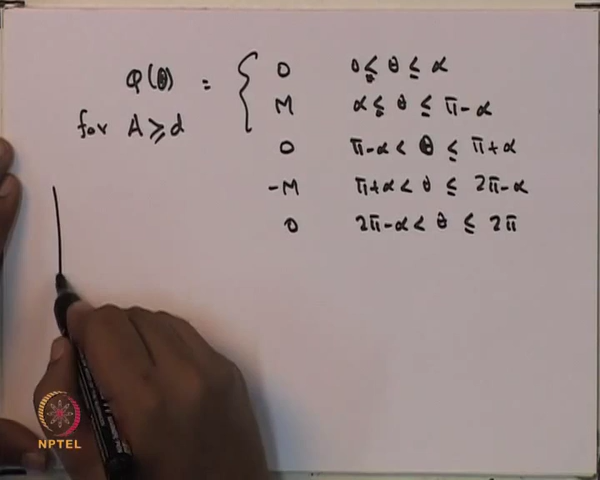 φ(θ) = { 0 0 ≤ θ ≤ α
for A ≥ d M α ≤ θ ≤ π-α
0 π-α < θ ≤ π+α
-M π+α < θ ≤ 2π-α
0 2π-α < θ ≤ 2π
NPTEL